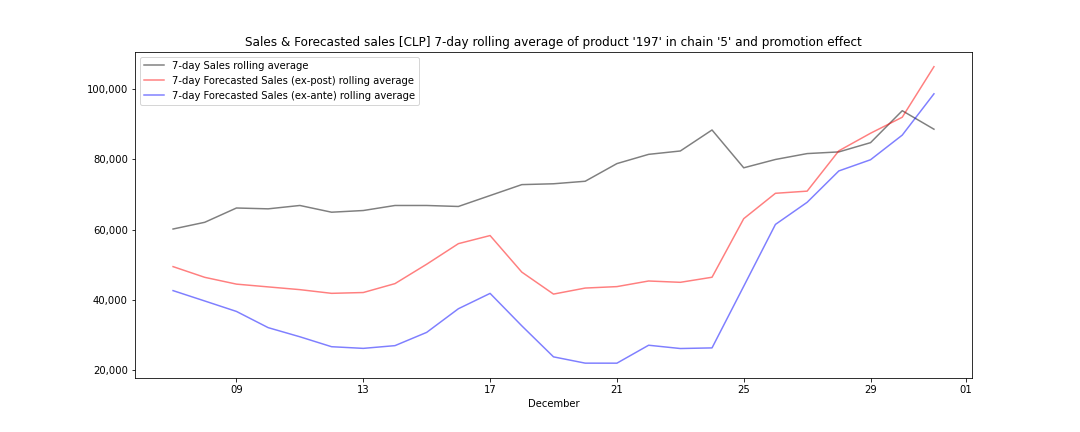 Sales & Forecasted sales [CLP] 7-day rolling average of product '197' in chain '5' and promotion effect
7-day Sales rolling average
7-day Forecasted Sales (ex-post) rolling average
7-day Forecasted Sales (ex-ante) rolling average
100,000
80,000
60,000
40,000
20,000
09 13 17 21 25 29 01
December